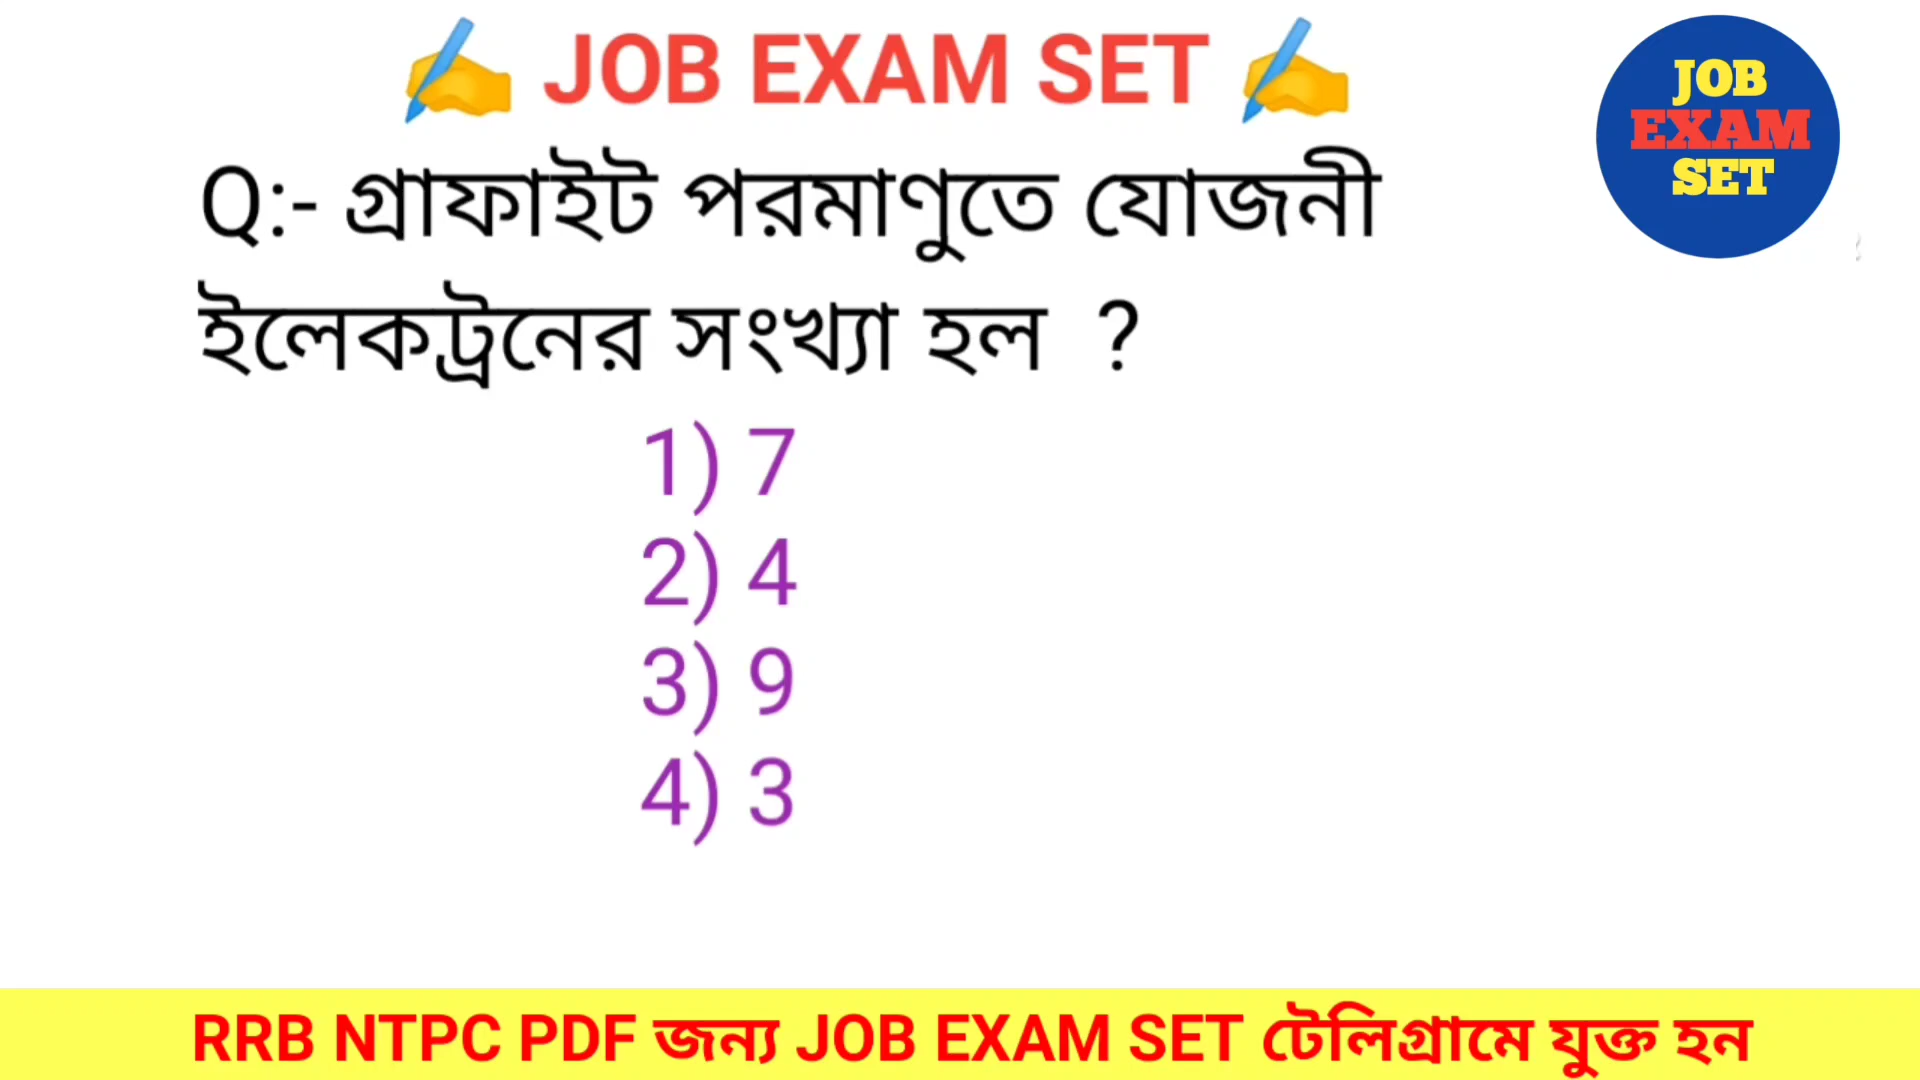 ✍️ JOB EXAM SET ✍️
JOB
EXAM
SET
Q:- গ্রাফাইট পরমাণুতে যোজনী
ইলেকট্রনের সংখ্যা হল ?
1) 7
2) 4
3) 9
4) 3
RRB NTPC PDF জন্য JOB EXAM SET টেলিগ্রামে যুক্ত হন